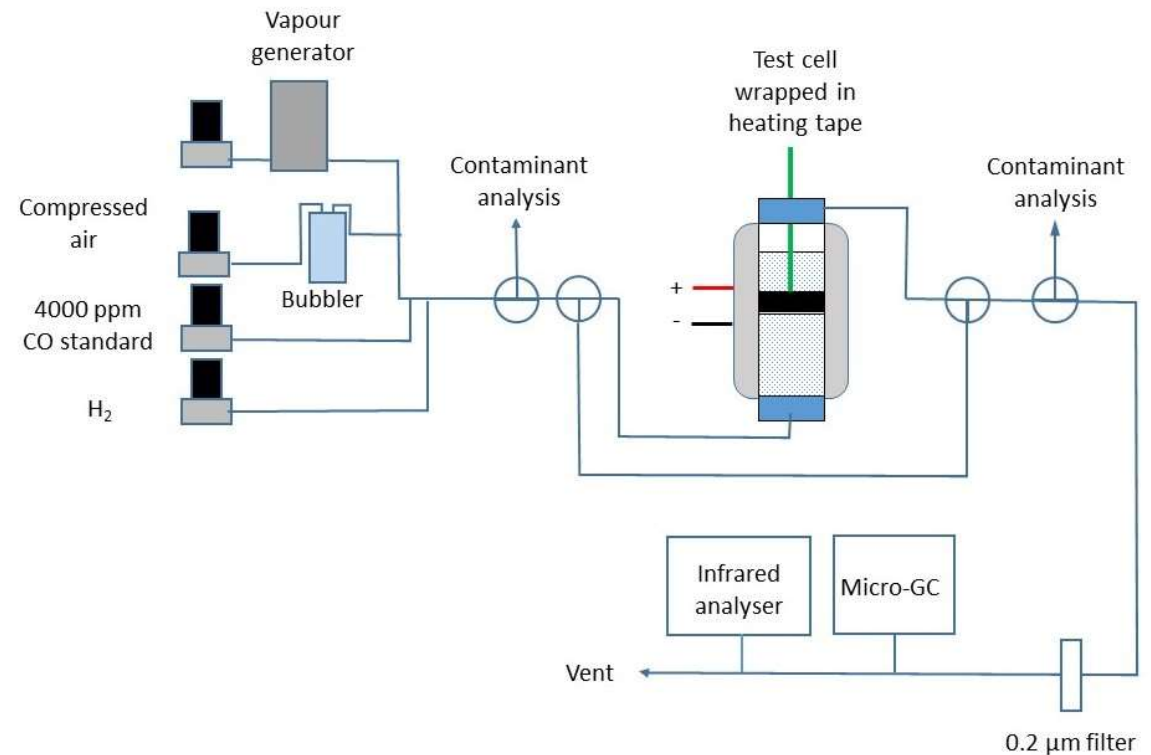 Vapour
generator
Test cell
wrapped in
heating tape
Contaminant
analysis
Contaminant
analysis
Compressed
air
Bubbler
4000 ppm
CO standard
H₂
+
-
Infrared
analyser
Micro-GC
Vent
0.2 µm filter